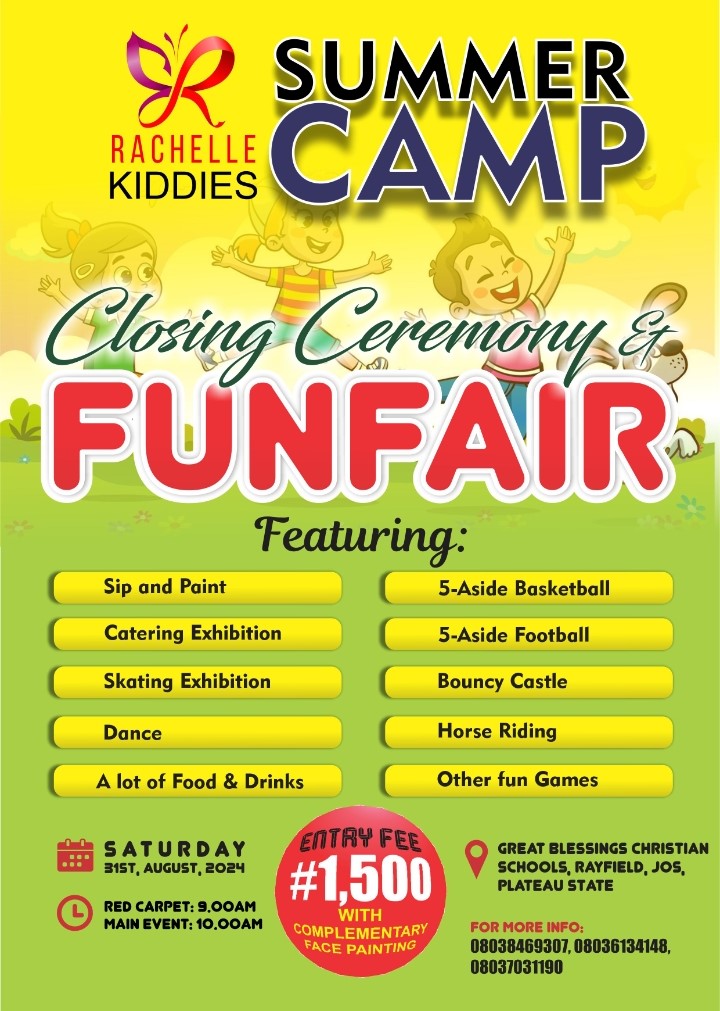 RACHELLE
KIDDIES
SUMMER
CAMP
Closing Ceremony &
FUNFAIR
Featuring:
Sip and Paint
Catering Exhibition
Skating Exhibition
Dance
A lot of Food & Drinks
5-Aside Basketball
5-Aside Football
Bouncy Castle
Horse Riding
Other fun Games
SATURDAY
31ST, AUGUST, 2024
RED CARPET: 9.00AM
MAIN EVENT: 10.00AM
ENTRY FEE
#1,500
WITH
COMPLEMENTARY
FACE PAINTING
GREAT BLESSINGS CHRISTIAN
SCHOOLS, RAYFIELD, JOS,
PLATEAU STATE
FOR MORE INFO:
08038469307, 08036134148,
08037031190